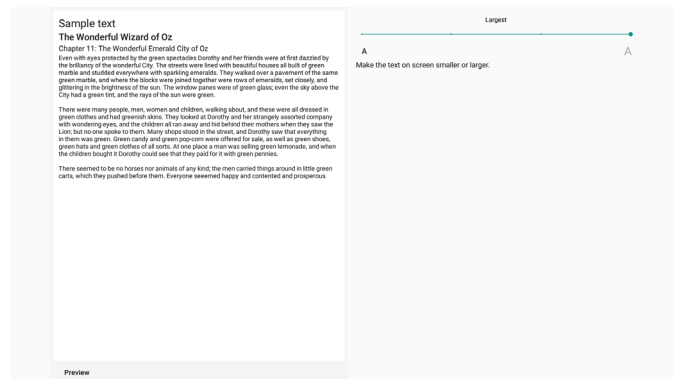 Sample text
The Wonderful Wizard of Oz
Chapter 11: The Wonderful Emerald City of Oz
Even with eyes protected by the green spectacles Dorothy and her friends were at first dazzled by
the brilliancy of the wonderful City. The streets were lined with beautiful houses all built of green
marble and studded everywhere with sparkling emeralds. They walked over a pavement of the same
green marble, and where the blocks were joined together were rows of emeralds, set closely, and
glittering in the brightness of the sun. The window panes were of green glass; even the sky above the
City had a green tint, and the rays of the sun were green.
There were many people, men, women and children, walking about, and these were all dressed in
green clothes and had greenish skins. They looked at Dorothy and her strangely assorted company
with wondering eyes, and the children all ran away and hid behind their mothers when they saw the
Lion; but no one spoke to them. Many shops stood in the street, and Dorothy saw that everything
in them was green. Green candy and green pop-corn were offered for sale, as well as green shoes,
green hats and green clothes of all sorts. At one place a man was selling green lemonade, and when
the children bought it Dorothy could see that they paid for it with green pennies.
There seemed to be no horses nor animals of any kind; the men carried things around in little green
carts, which they pushed before them. Everyone seeemed happy and contented and prosperous.
Preview
Largest
A A
Make the text on screen smaller or larger.